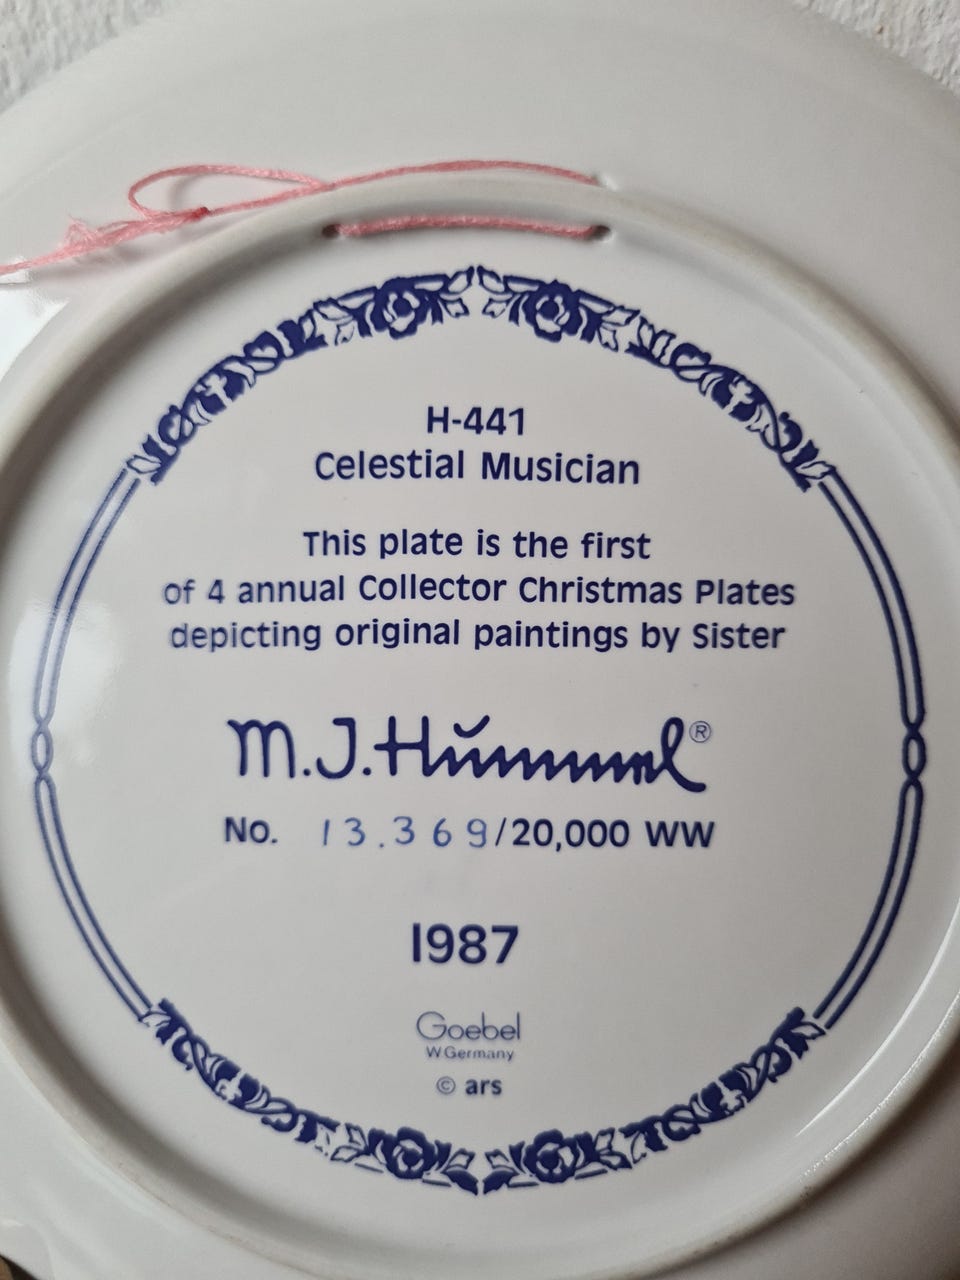 H-441
Celestial Musician
This plate is the first
of 4 annual Collector Christmas Plates
depicting original paintings by Sister
M.J.Hümmel®
No. 13.369/20,000 WW
1987
Goebel
W Germany
© ars